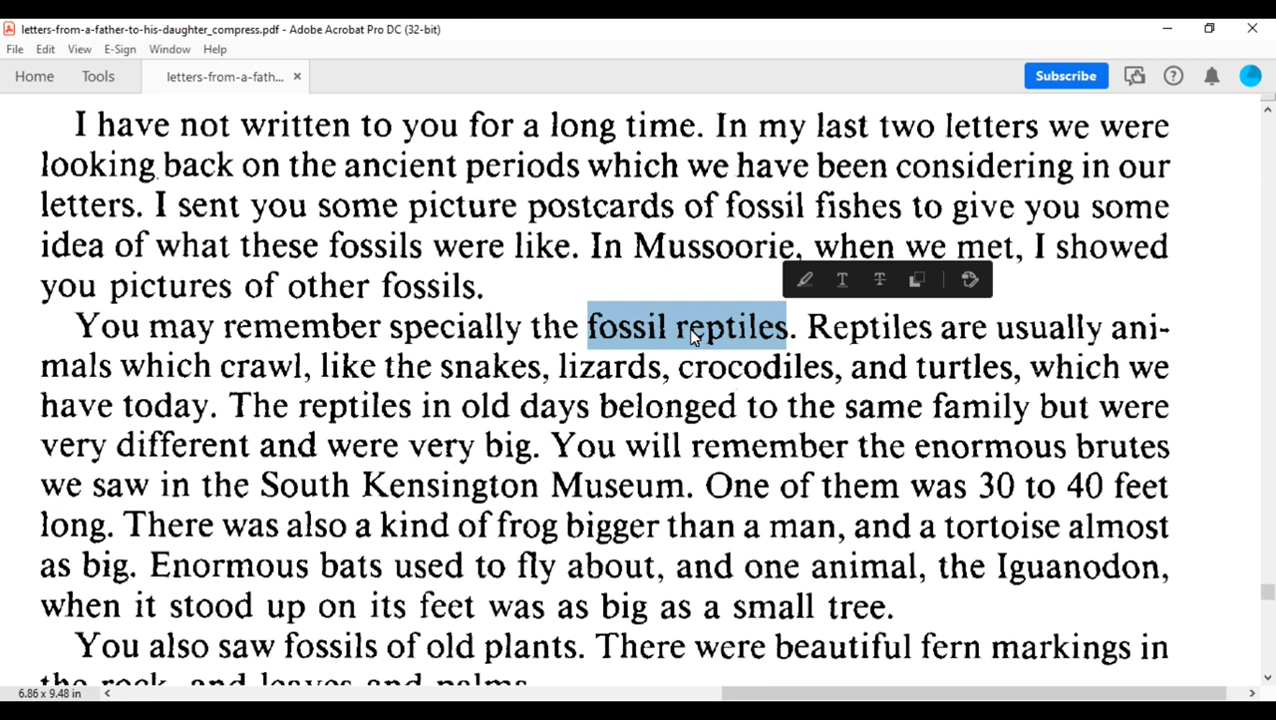 letters-from-a-father-to-his-daughter_compress.pdf - Adobe Acrobat Pro DC (32-bit)
File Edit View E-Sign Window Help
Home Tools letters-from-a-fath... × Subscribe
I have not written to you for a long time. In my last two letters we were
looking back on the ancient periods which we have been considering in our
letters. I sent you some picture postcards of fossil fishes to give you some
idea of what these fossils were like. In Mussoorie, when we met, I showed
you pictures of other fossils.
You may remember specially the fossil reptiles. Reptiles are usually ani-
mals which crawl, like the snakes, lizards, crocodiles, and turtles, which we
have today. The reptiles in old days belonged to the same family but were
very different and were very big. You will remember the enormous brutes
we saw in the South Kensington Museum. One of them was 30 to 40 feet
long. There was also a kind of frog bigger than a man, and a tortoise almost
as big. Enormous bats used to fly about, and one animal, the Iguanodon,
when it stood up on its feet was as big as a small tree.
You also saw fossils of old plants. There were beautiful fern markings in
the rock, and leaves and palms.
6.86 x 9.48 in